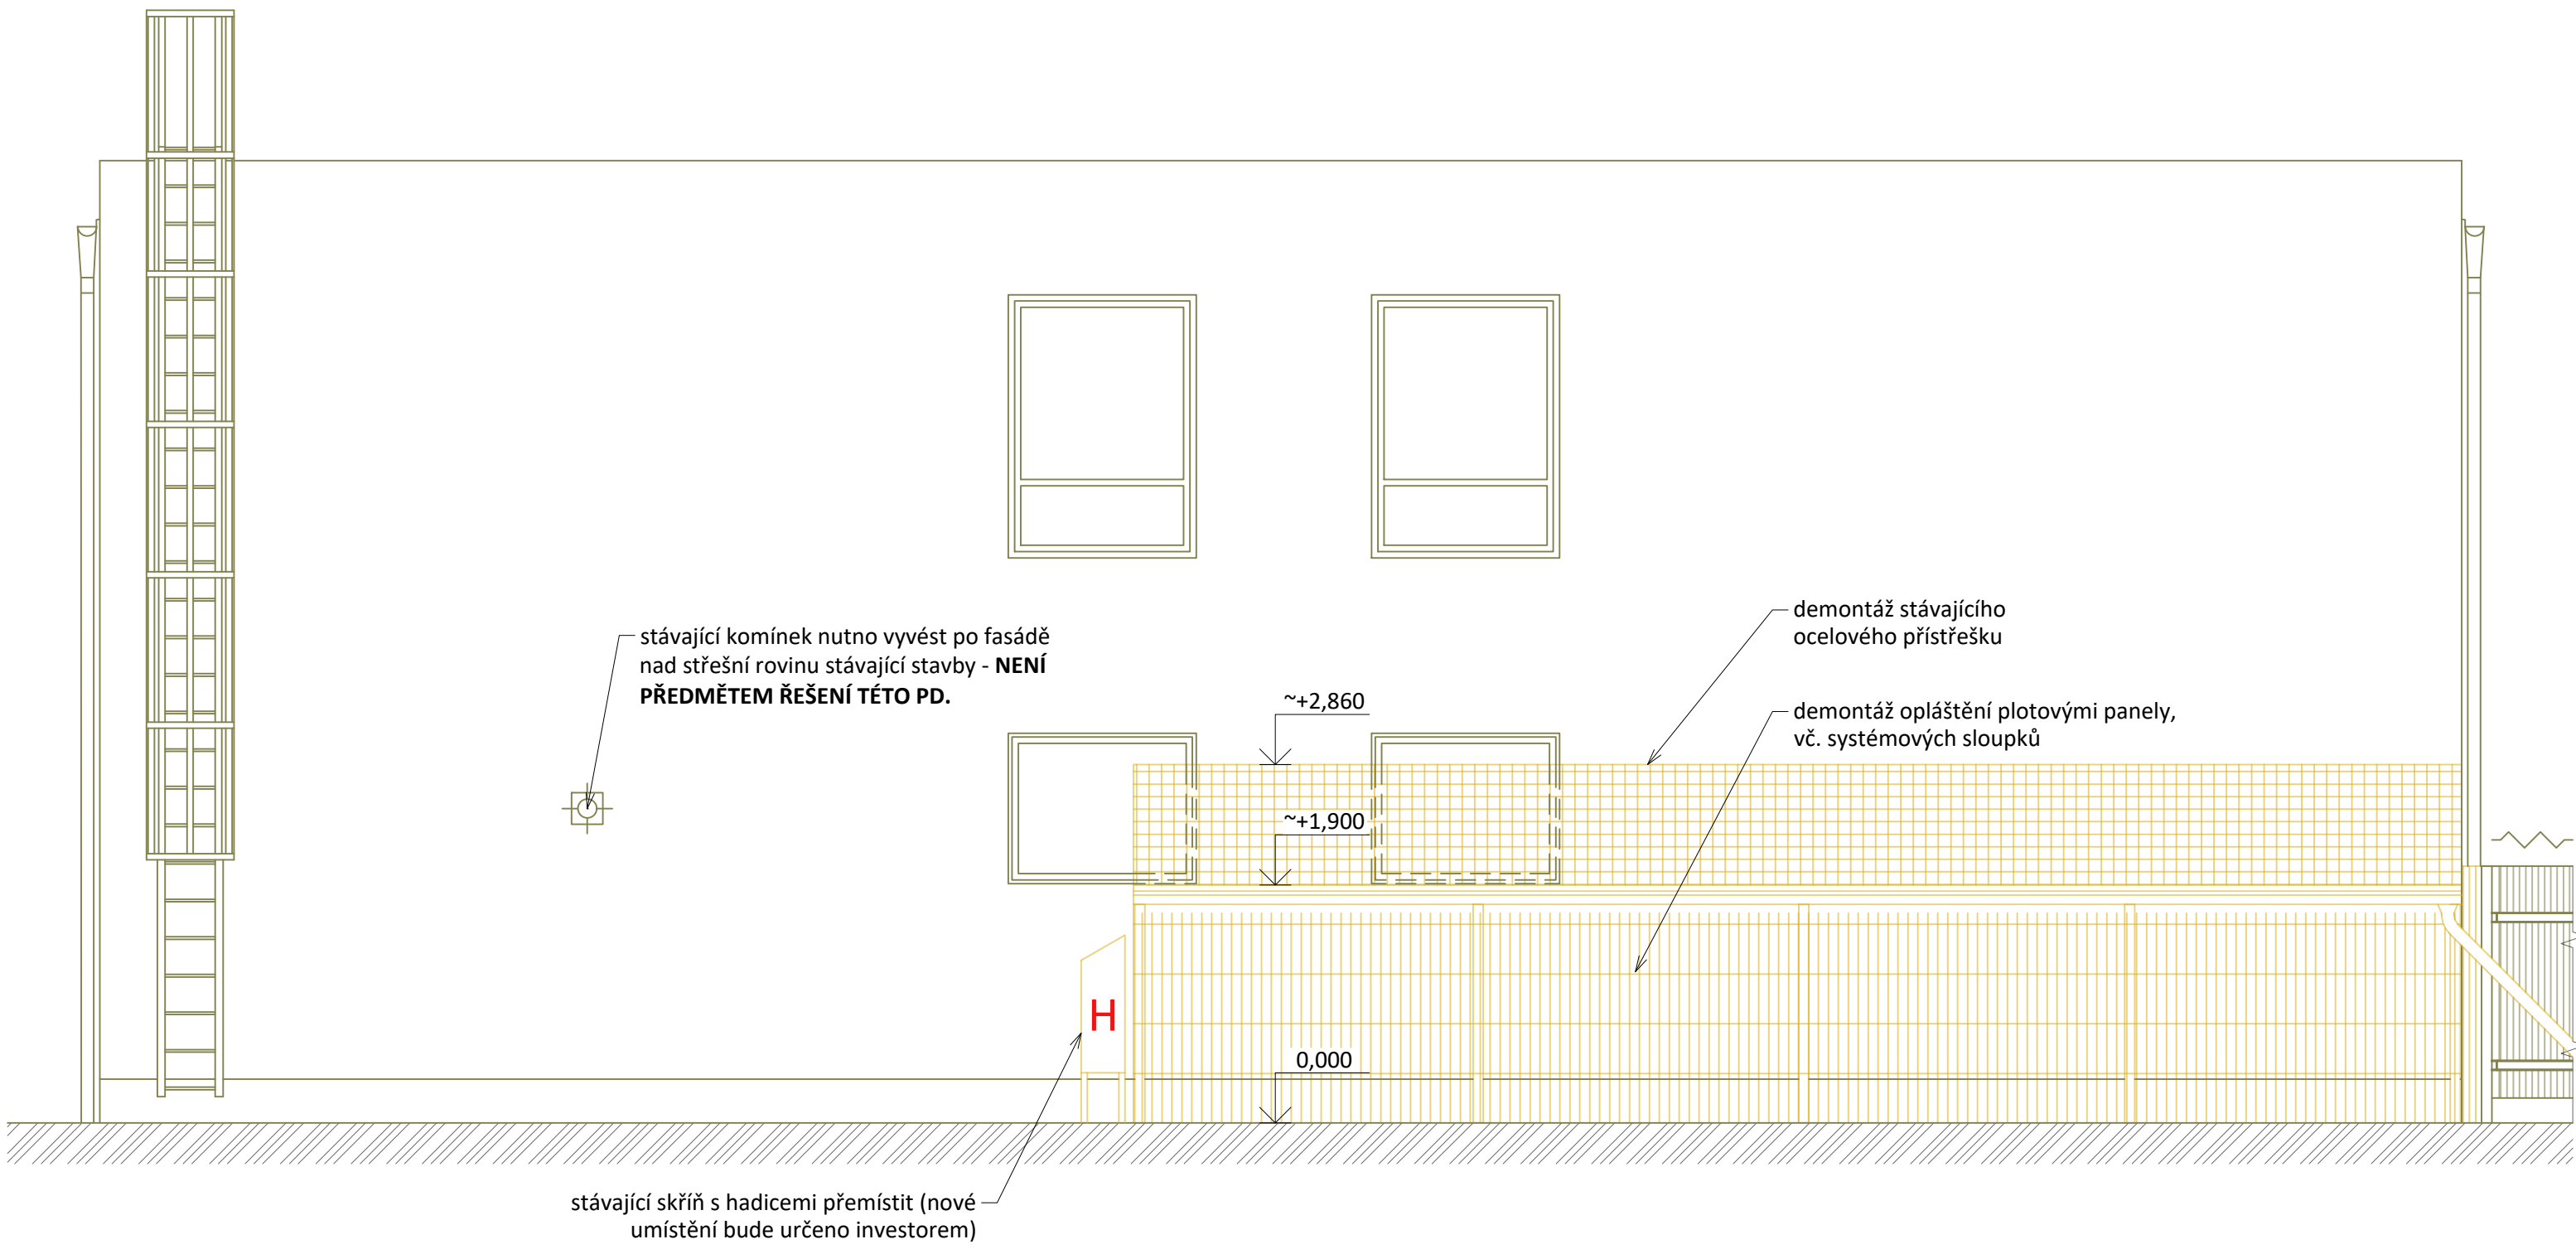 stávající komínek nutno vyvést po fasádě
nad střešní rovinu stávající stavby - NENÍ
PŘEDMĚTEM ŘEŠENÍ TÉTO PD.
demontáž stávajícího
ocelového přístřešku
~+2,860
demontáž opláštění plotovými panely,
vč. systémových sloupků
~+1,900
H
0,000
stávající skříň s hadicemi přemístit (nové
umístění bude určeno investorem)